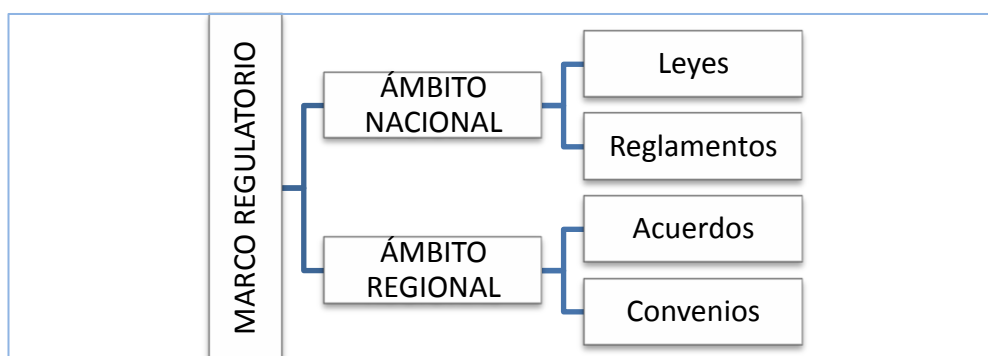 MARCO REGULATORIO
ÁMBITO
NACIONAL
Leyes
Reglamentos
ÁMBITO
REGIONAL
Acuerdos
Convenios